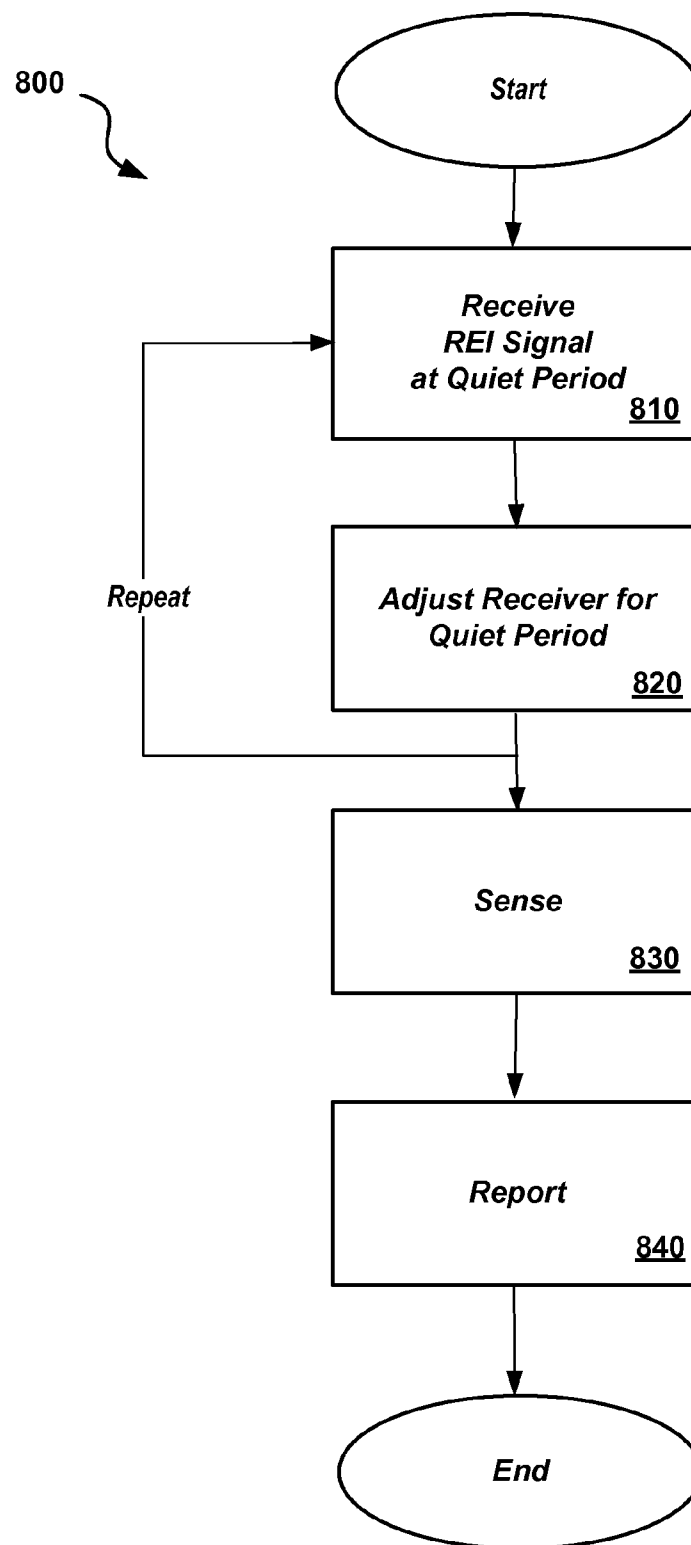 800
Start
Receive
REI Signal
at Quiet Period
810
Repeat
Adjust Receiver for
Quiet Period
820
Sense
830
Report
840
End